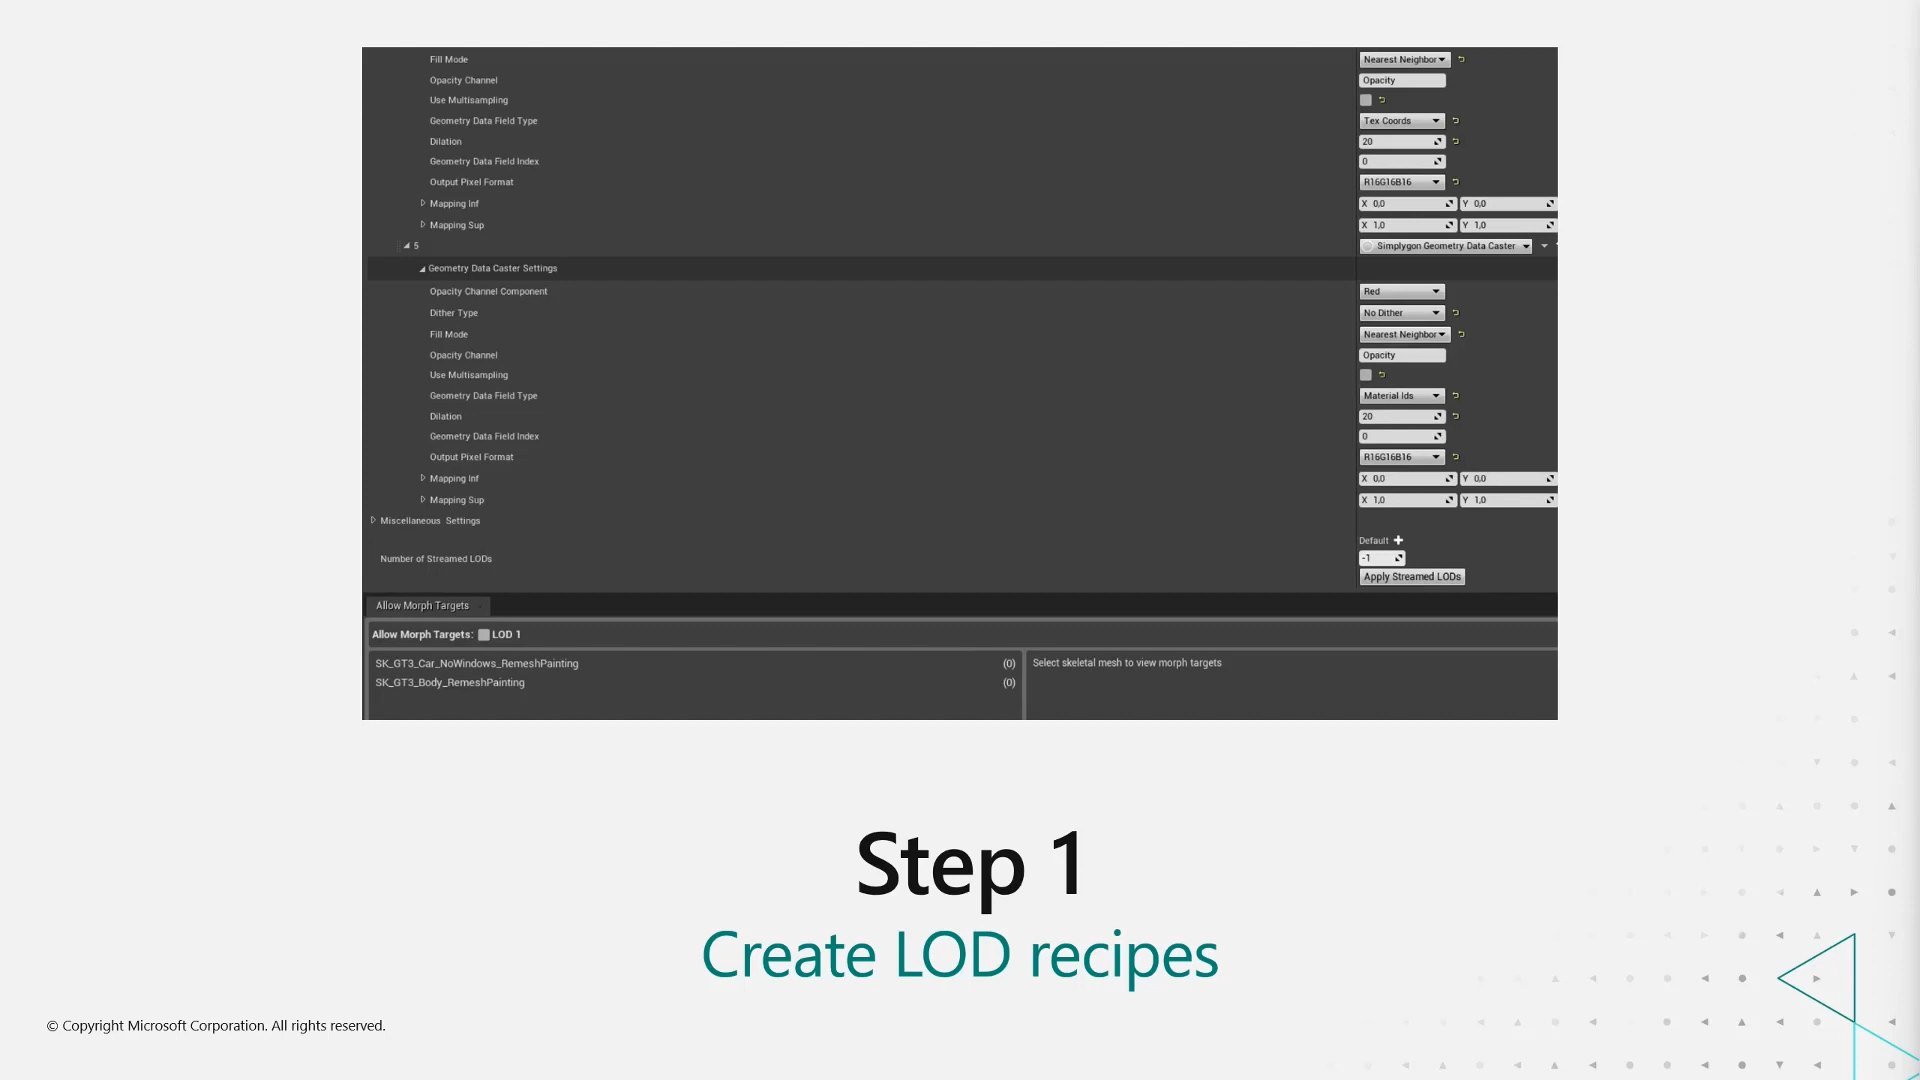 Fill Mode Nearest Neighbor
Opacity Channel Opacity
Use Multisampling
Geometry Data Field Type Tex Coords
Dilation 20
Geometry Data Field Index 0
Output Pixel Format R16G16B16
Mapping Inf X 0,0 Y 0,0
Mapping Sup X 1,0 Y 1,0
5 Simplygon Geometry Data Caster
Geometry Data Caster Settings
Opacity Channel Component Red
Dither Type No Dither
Fill Mode Nearest Neighbor
Opacity Channel Opacity
Use Multisampling
Geometry Data Field Type Material Ids
Dilation 20
Geometry Data Field Index 0
Output Pixel Format R16G16B16
Mapping Inf X 0,0 Y 0,0
Mapping Sup X 1,0 Y 1,0
Miscellaneous Settings
Default
Number of Streamed LODs -1
Apply Streamed LODs
Allow Morph Targets
Allow Morph Targets: LOD 1
SK_GT3_Car_NoWindows_RemeshPainting (0) Select skeletal mesh to view morph targets
SK_GT3_Body_RemeshPainting (0)
Step 1
Create LOD recipes
© Copyright Microsoft Corporation. All rights reserved.